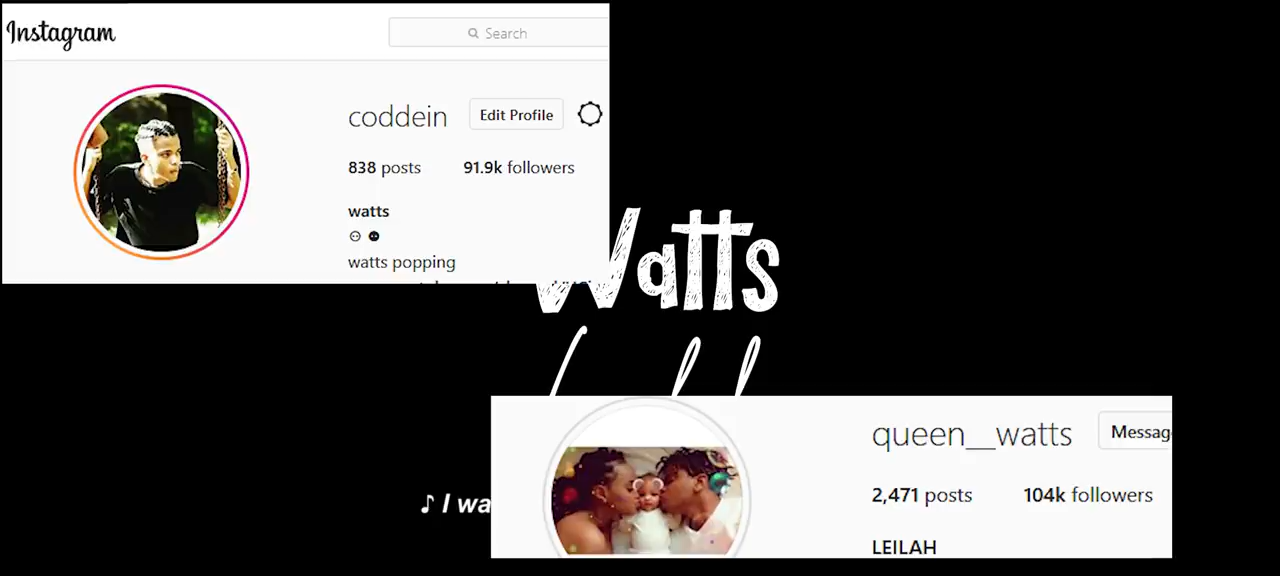 Instagram
Search
coddein
Edit Profile
838 posts
91.9k followers
watts
watts popping
Watts
♪ I wa
queen__watts
Messag
2,471 posts
104k followers
LEILAH